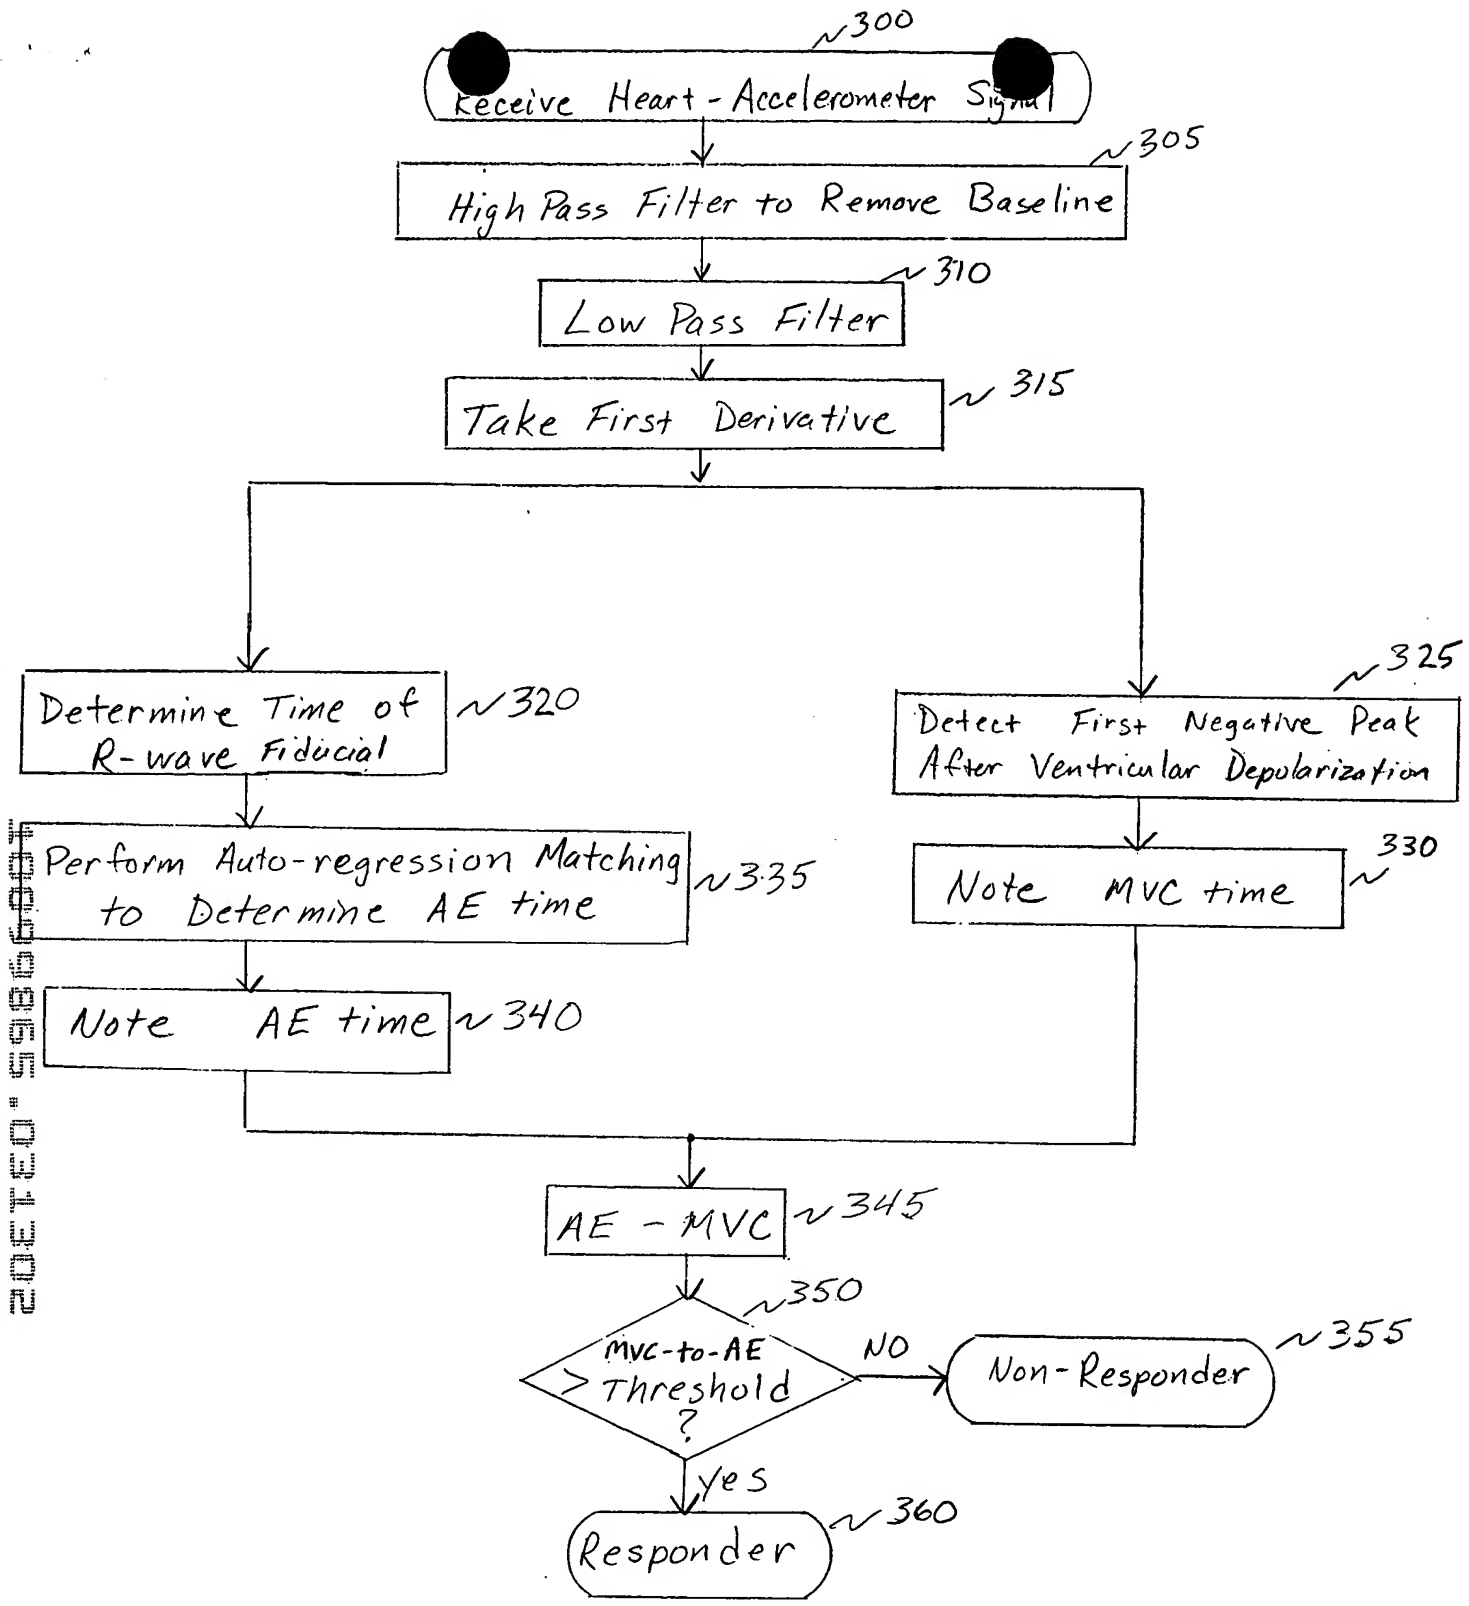 300
Receive Heart-Accelerometer Signal
305
High Pass Filter to Remove Baseline
310
Low Pass Filter
315
Take First Derivative
320
Determine Time of
R-wave Fiducial
325
Detect First Negative Peak
After Ventricular Depolarization
335
Perform Auto-regression Matching
to Determine AE time
330
Note MVC time
340
Note AE time
345
AE - MVC
350
MVC-to-AE
> Threshold
?
NO
355
Non-Responder
yes
360
Responder
10099865.031302